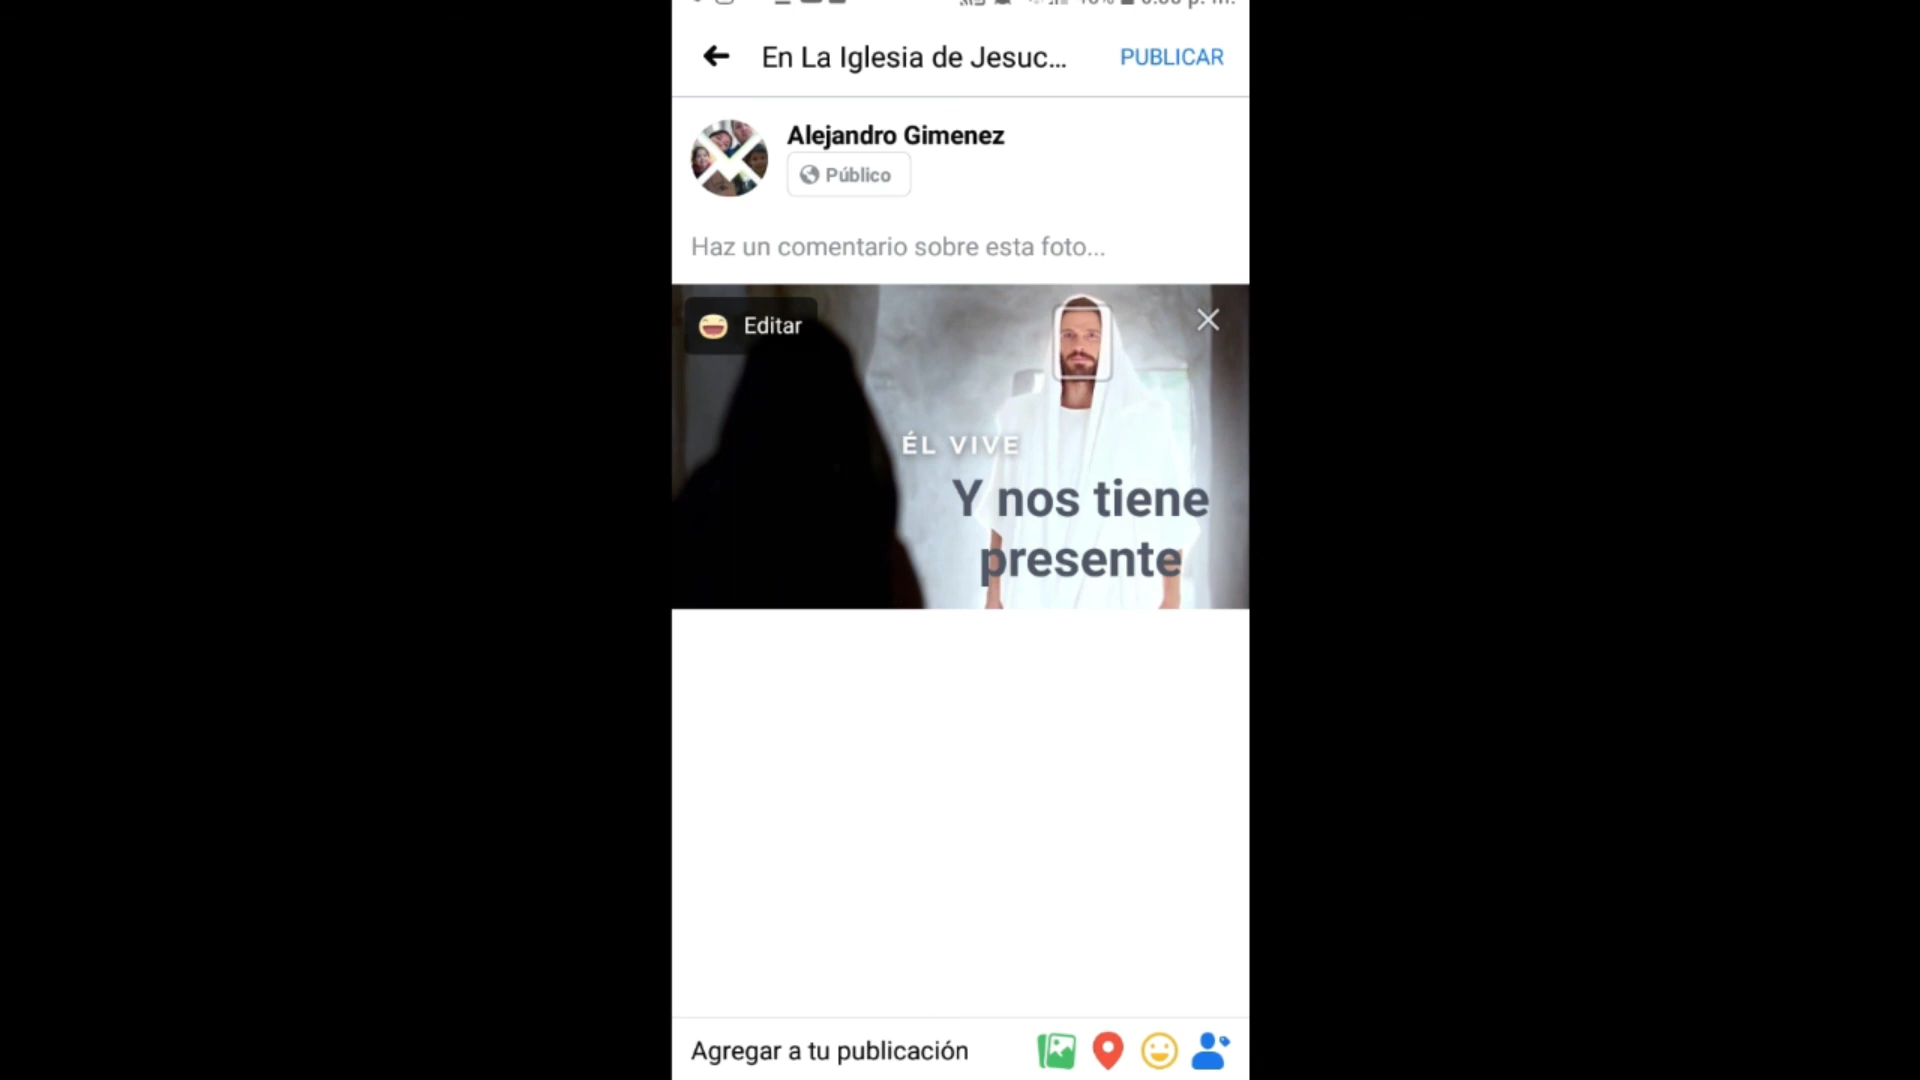 En La Iglesia de Jesuc...
PUBLICAR
Alejandro Gimenez
Público
Haz un comentario sobre esta foto...
Editar
ÉL VIVE
Y nos tiene
presente
Agregar a tu publicación